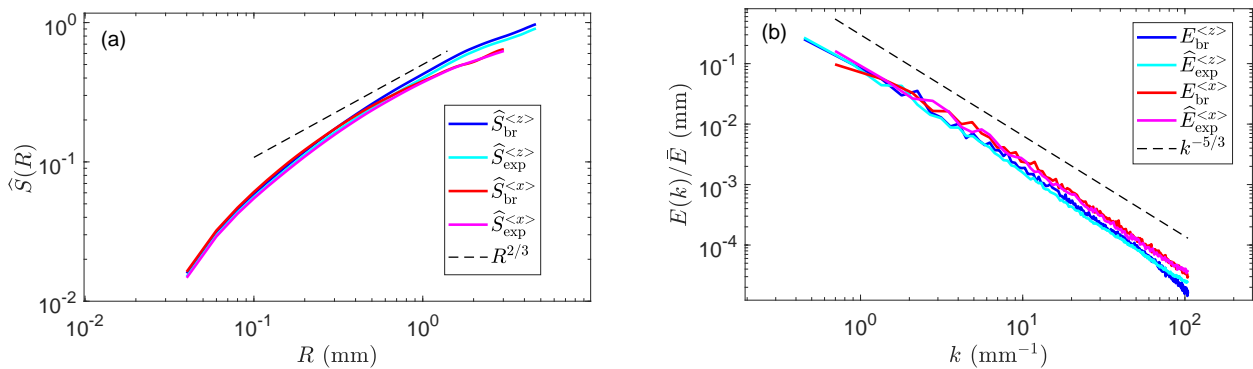 (a)
10^0
10^-1
10^-2
Ŝ(R)
10^-2
10^-1
10^0
R (mm)
Ŝ_br^<z>
Ŝ_exp^<z>
Ŝ_br^<x>
Ŝ_exp^<x>
R^2/3
(b)
10^-1
10^-2
10^-3
10^-4
E(k)/Ē (mm)
10^0
10^1
10^2
k (mm^−1)
E_br^<z>
Ê_exp^<z>
E_br^<x>
Ê_exp^<x>
k^−5/3